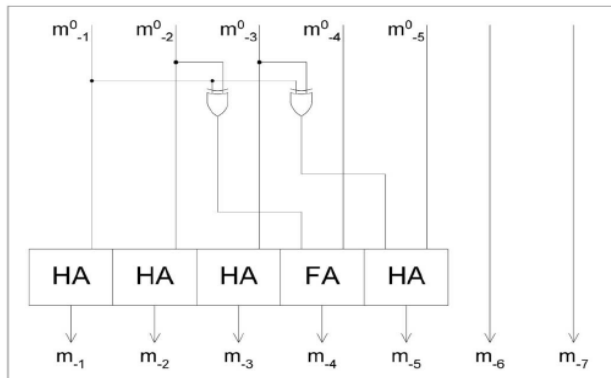 m⁰₋₁ m⁰₋₂ m⁰₋₃ m⁰₋₄ m⁰₋₅
HA HA HA FA HA
m₋₁ m₋₂ m₋₃ m₋₄ m₋₅ m₋₆ m₋₇